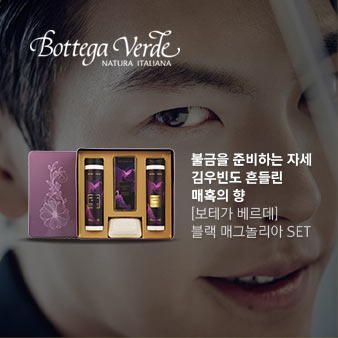 Bottega Verde
NATURA ITALIANA
불금을 준비하는 자세
김우빈도 흔들린
매혹의 향
[보테가 베르데]
블랙 매그놀리아 SET